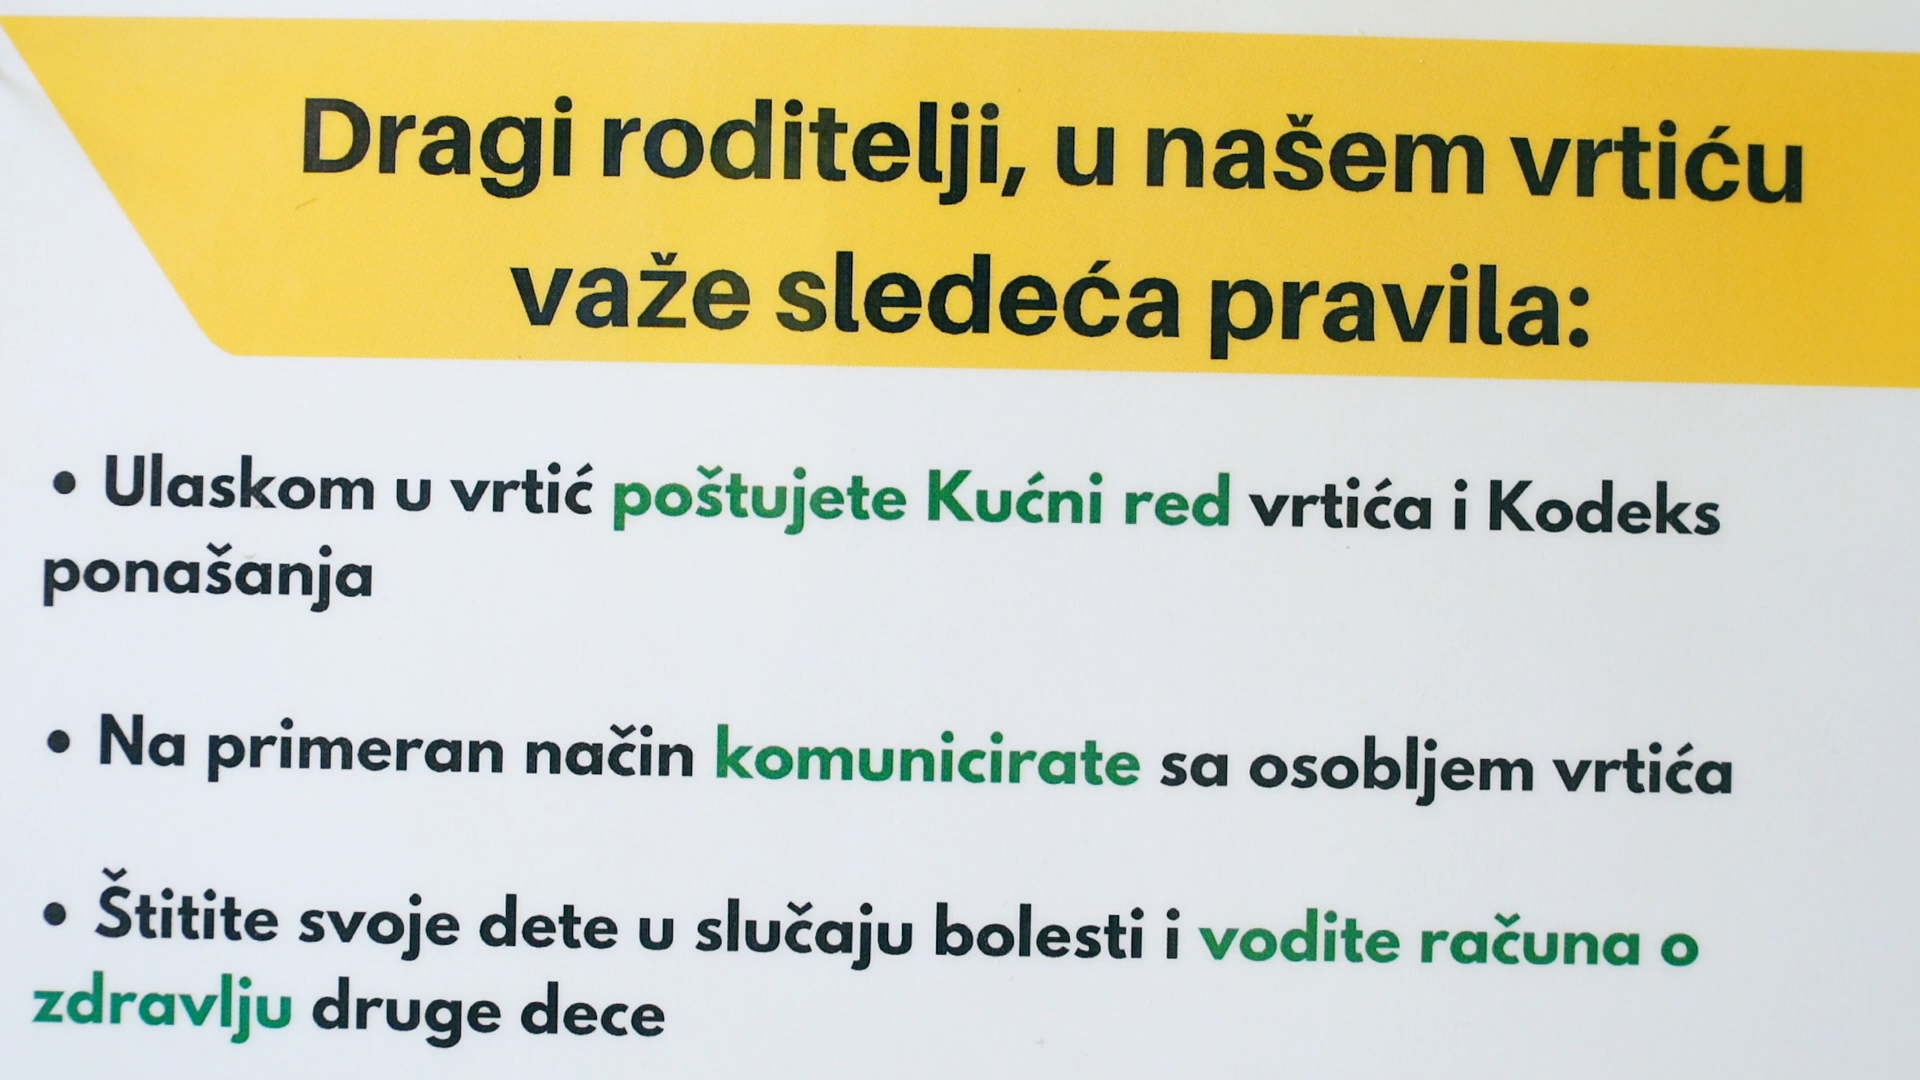 Dragi roditelji, u našem vrtiću
važe sledeća pravila:
• Ulaskom u vrtić poštujete Kućni red vrtića i Kodeks
ponašanja
• Na primeran način komunicirate sa osobljem vrtića
• Štitite svoje dete u slučaju bolesti i vodite računa o
zdravlju druge dece